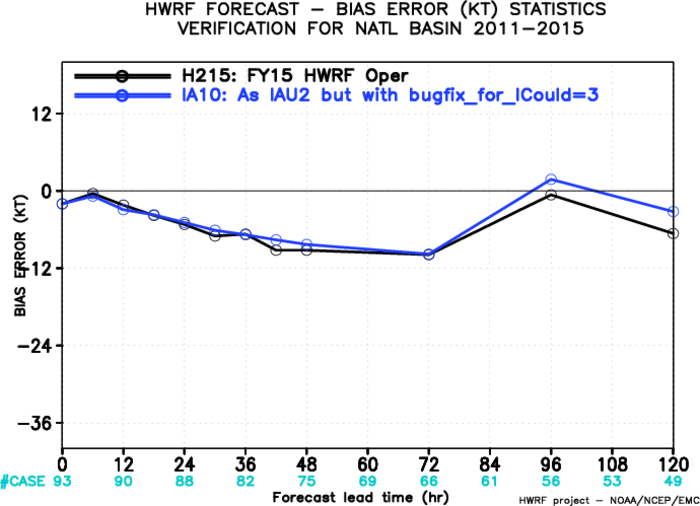 HWRF FORECAST – BIAS ERROR (KT) STATISTICS
VERIFICATION FOR NATL BASIN 2011–2015
H215: FY15 HWRF Oper
IA10: As IAU2 but with bugfix_for_ICould=3
12
0
−12
−24
−36
BIAS ERROR (KT)
0 12 24 36 48 60 72 84 96 108 120
#CASE 93 90 88 82 75 69 66 61 56 53 49
Forecast lead time (hr)
HWRF project – NOAA/NCEP/EMC